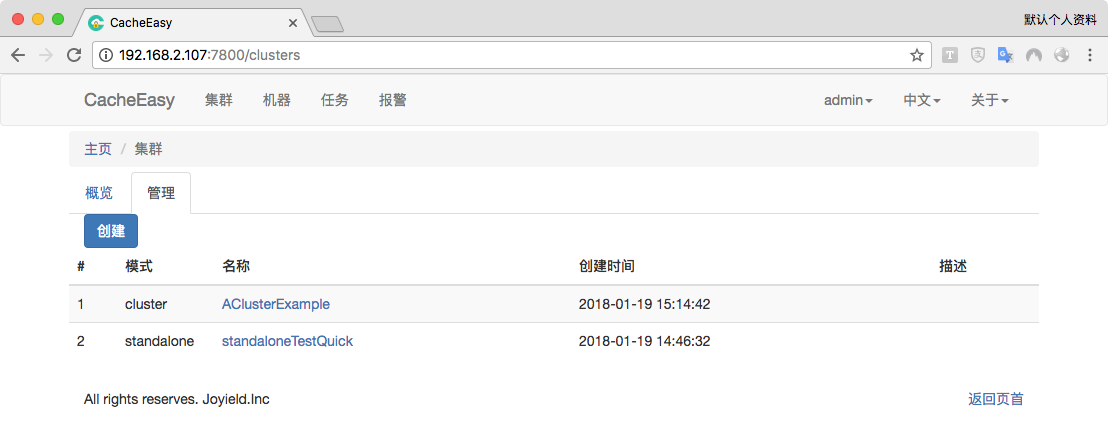 CacheEasy
默认个人资料
192.168.2.107:7800/clusters
CacheEasy 集群 机器 任务 报警 admin 中文 关于
主页 / 集群
概览 管理
创建
# 模式 名称 创建时间 描述
1 cluster AClusterExample 2018-01-19 15:14:42
2 standalone standaloneTestQuick 2018-01-19 14:46:32
All rights reserves. Joyield.Inc 返回页首